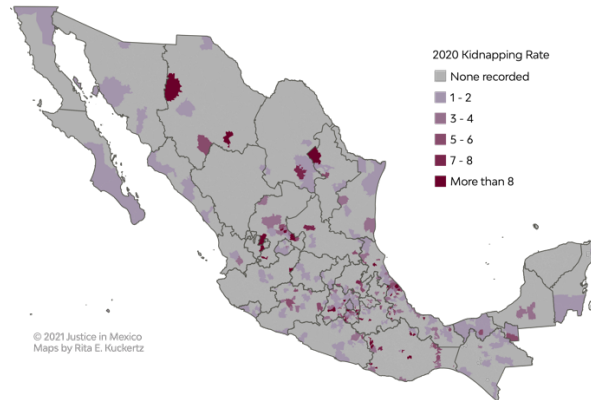 2020 Kidnapping Rate
None recorded
1 - 2
3 - 4
5 - 6
7 - 8
More than 8
© 2021 Justice in Mexico
Maps by Rita E. Kuckertz